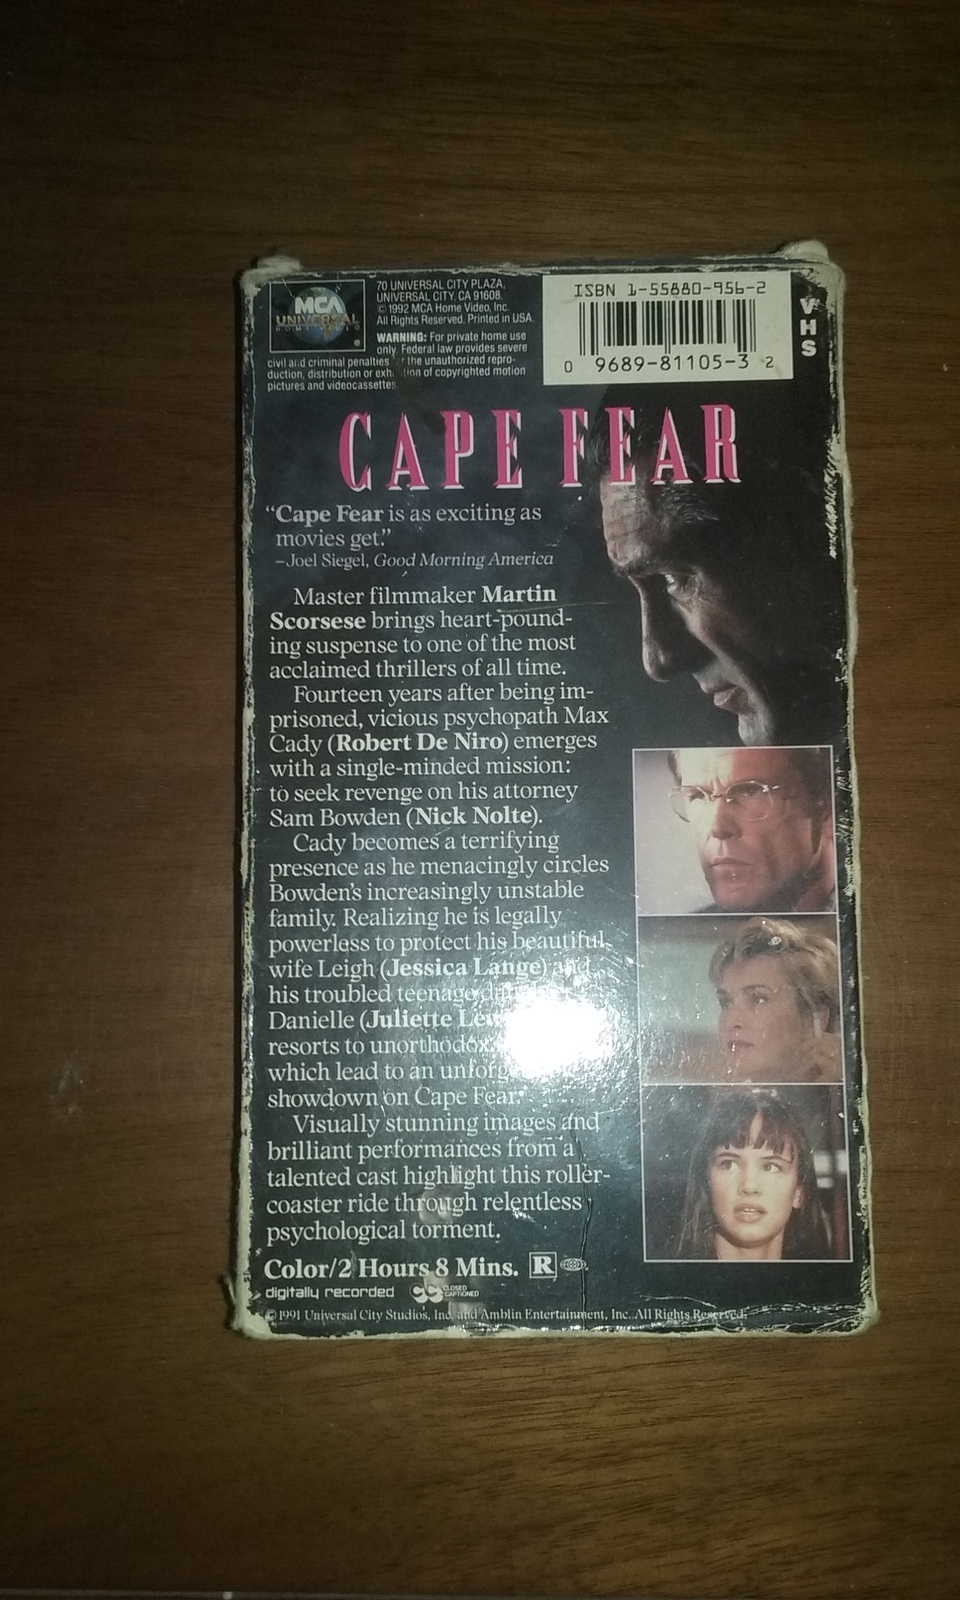 MCA
UNIVERSAL
HOME VIDEO
®
70 UNIVERSAL CITY PLAZA,
UNIVERSAL CITY, CA 91608.
© 1992 MCA Home Video, Inc.
All Rights Reserved. Printed in USA.
WARNING: For private home use
only. Federal law provides severe
civil and criminal penalties the unauthorized repro-
duction, distribution or of copyrighted motion
pictures and videocassettes
ISBN 1-55880-956-2
0 9689-81105-3 2
VHS
CAPE FEAR
“Cape Fear is as exciting as
movies get.”
–Joel Siegel, Good Morning America
Master filmmaker Martin
Scorsese brings heart-pound-
ing suspense to one of the most
acclaimed thrillers of all time.
Fourteen years after being im-
prisoned, vicious psychopath Max
Cady (Robert De Niro) emerges
with a single-minded mission:
to seek revenge on his attorney
Sam Bowden (Nick Nolte).
Cady becomes a terrifying
presence as he menacingly circles
Bowden's increasingly unstable
family. Realizing he is legally
powerless to protect his beautiful
wife Leigh (Jessica Lange) and
his troubled teenage
Danielle (Juliette
resorts to unorthodox
which lead to an
showdown on Cape Fear.
Visually stunning images and
brilliant performances from a
talented cast highlight this roller-
coaster ride through relentless
psychological torment.
Color/2 Hours 8 Mins. R
digitally recorded CC CLOSED CAPTIONED
©1991 Universal City Studios, Inc. and Amblin Entertainment, Inc. All Rights Reserved.